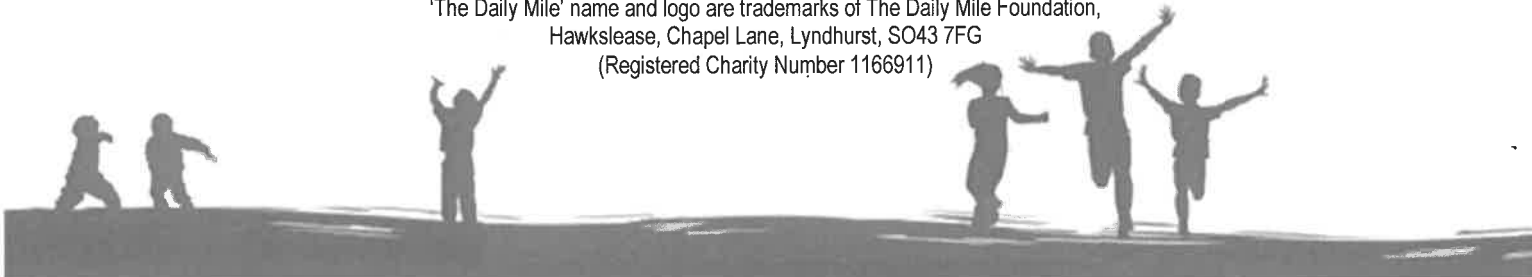 'The Daily Mile' name and logo are trademarks of The Daily Mile Foundation,
Hawkslease, Chapel Lane, Lyndhurst, SO43 7FG
(Registered Charity Number 1166911)